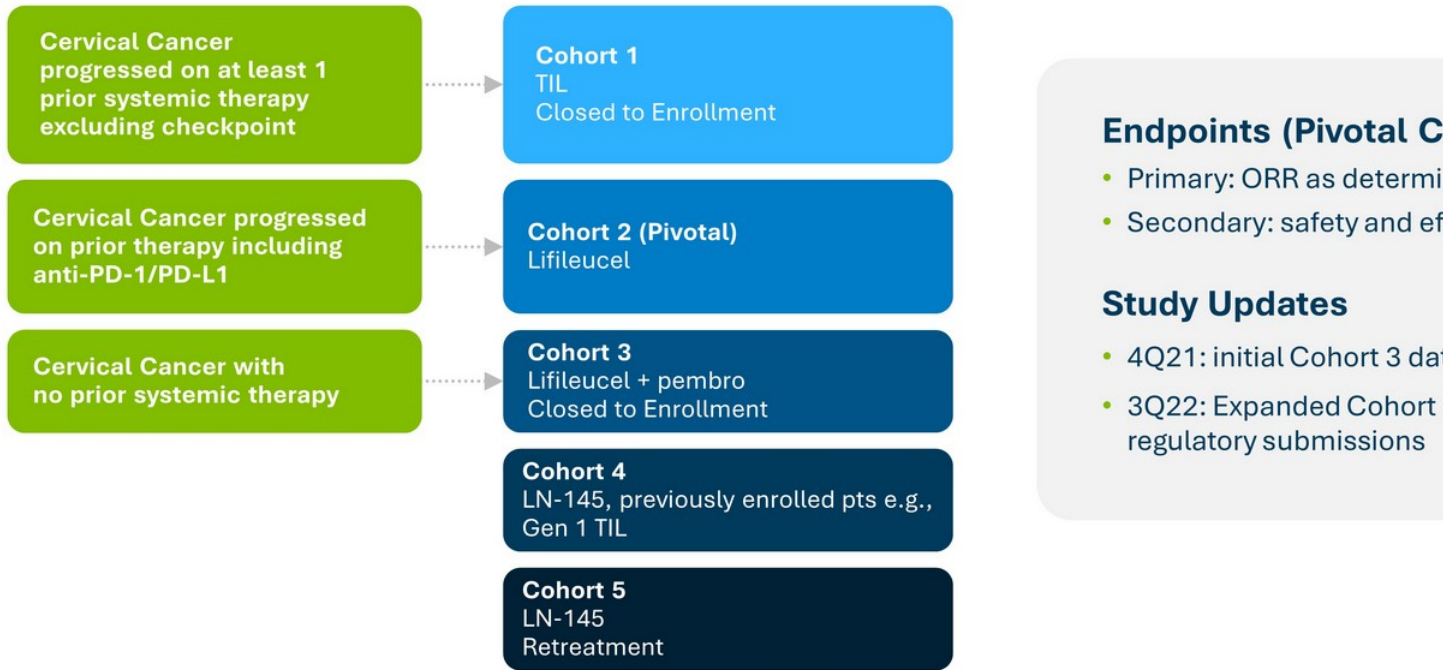 Cervical Cancer
progressed on at least 1
prior systemic therapy
excluding checkpoint
Cohort 1
TIL
Closed to Enrollment
Cervical Cancer progressed
on prior therapy including
anti-PD-1/PD-L1
Cohort 2 (Pivotal)
Lifileucel
Cervical Cancer with
no prior systemic therapy
Cohort 3
Lifileucel + pembro
Closed to Enrollment
Cohort 4
LN-145, previously enrolled pts e.g.,
Gen 1 TIL
Cohort 5
LN-145
Retreatment
Endpoints (Pivotal
• Primary: ORR as
• Secondary: safety and
Study Updates
• 4Q21: initial Cohort 3
• 3Q22: Expanded Cohort
regulatory submissions